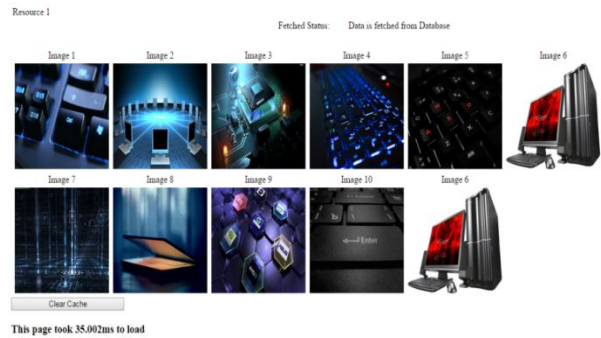 Resource 1
Fetched Status: Data is fetched from Database
Image 1 Image 2 Image 3 Image 4 Image 5 Image 6
Enter
Image 7 Image 8 Image 9 Image 10 Image 6
Clear Cache
This page took 35.002ms to load